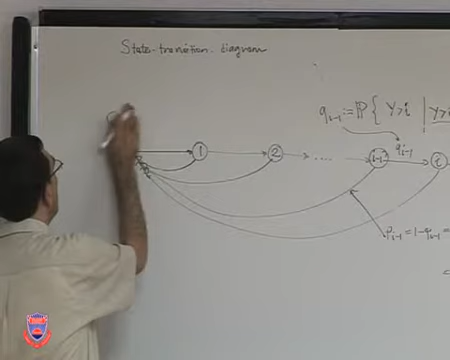 State-transition diagram
q_{i-1} := ℙ { Y>i | Y>i
q_{i-1}
1 2 ..... i-1 i
p_{i-1} = 1-q_{i-1} =